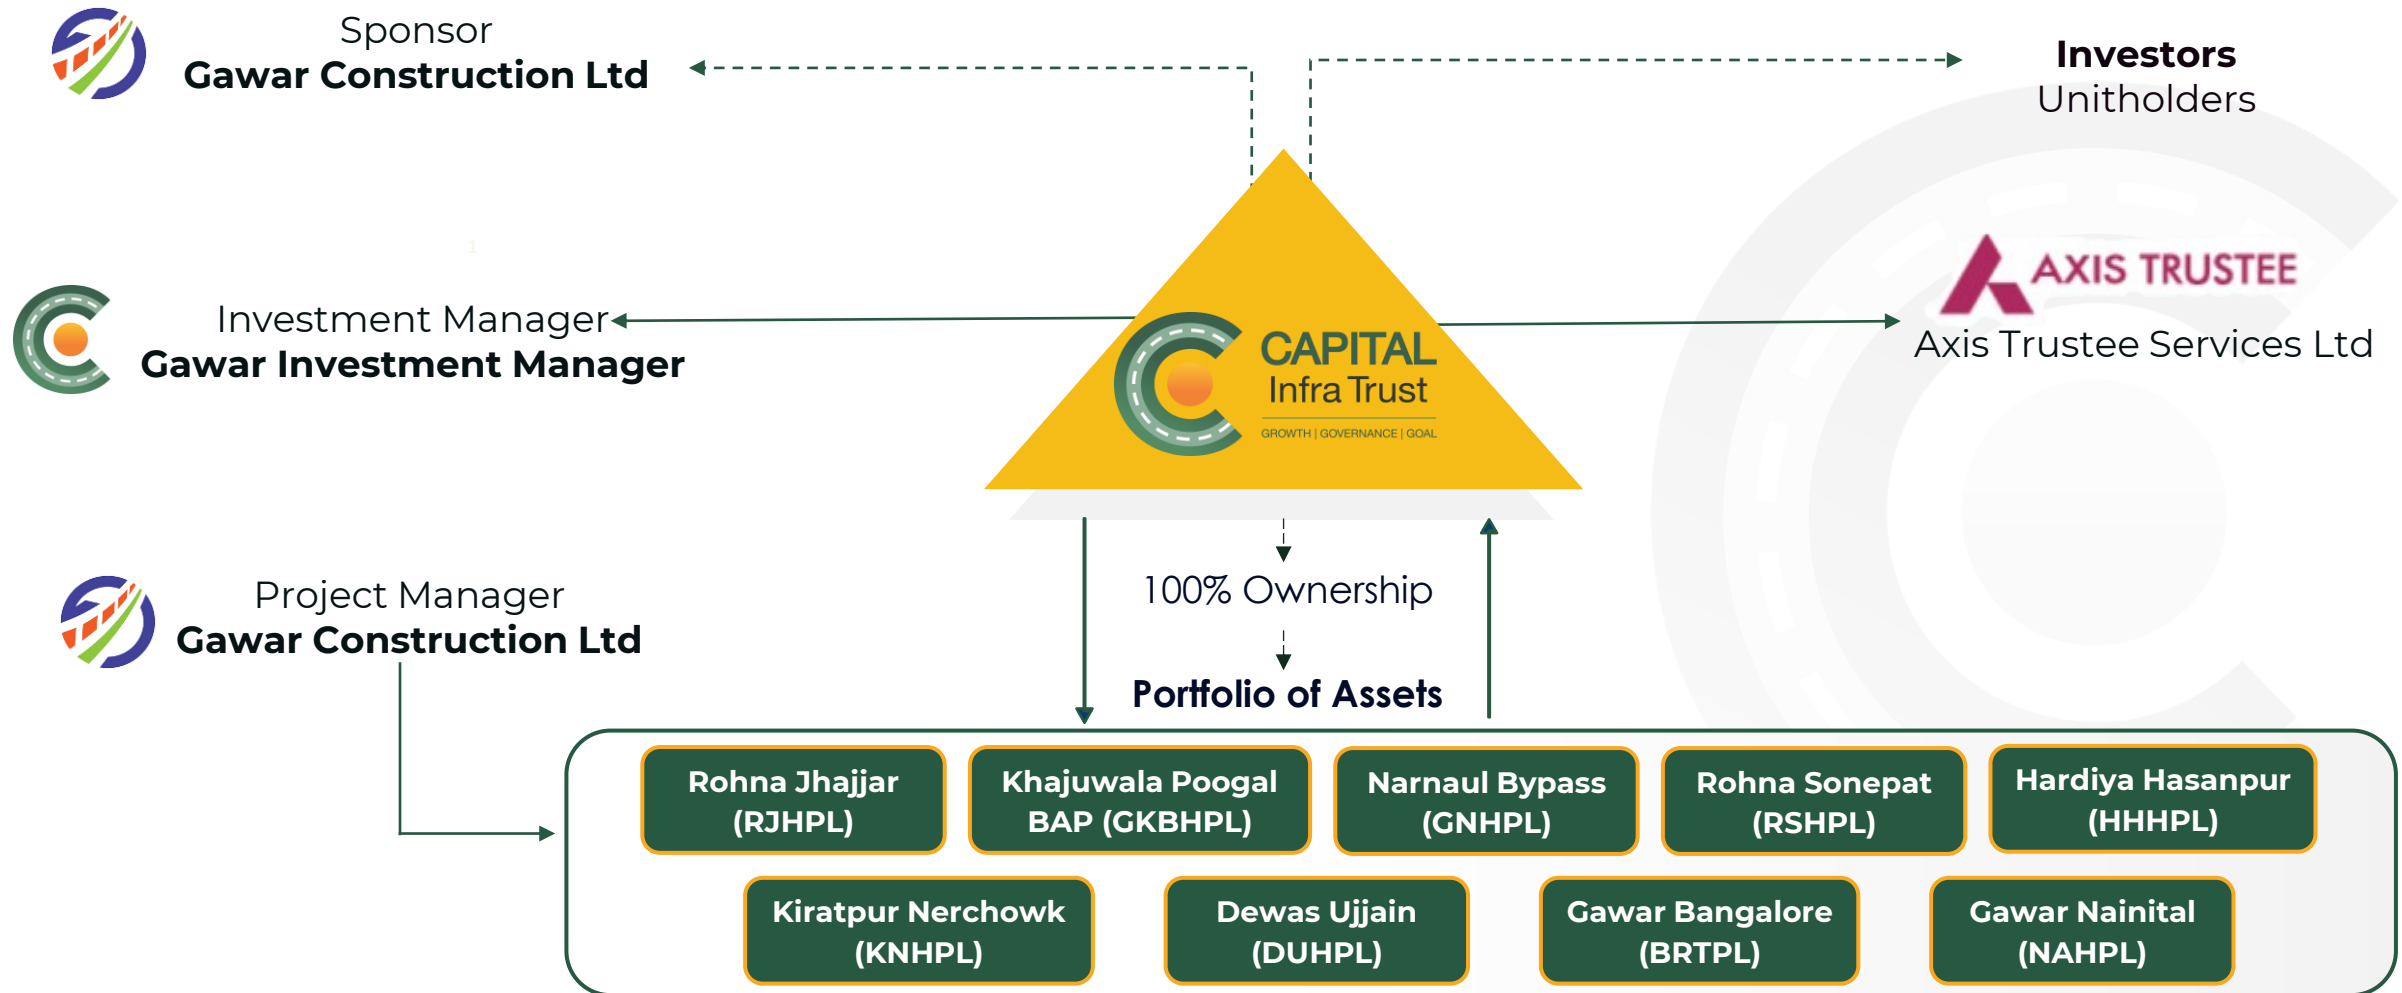 Sponsor
Gawar Construction Ltd
Investors
Unitholders
1
Investment Manager
Gawar Investment Manager
CAPITAL
Infra Trust
GROWTH | GOVERNANCE | GOAL
AXIS TRUSTEE
Axis Trustee Services Ltd
Project Manager
Gawar Construction Ltd
100% Ownership
Portfolio of Assets
Rohna Jhajjar
(RJHPL)
Khajuwala Poogal
BAP (GKBHPL)
Narnaul Bypass
(GNHPL)
Rohna Sonepat
(RSHPL)
Hardiya Hasanpur
(HHHPL)
Kiratpur Nerchowk
(KNHPL)
Dewas Ujjain
(DUHPL)
Gawar Bangalore
(BRTPL)
Gawar Nainital
(NAHPL)